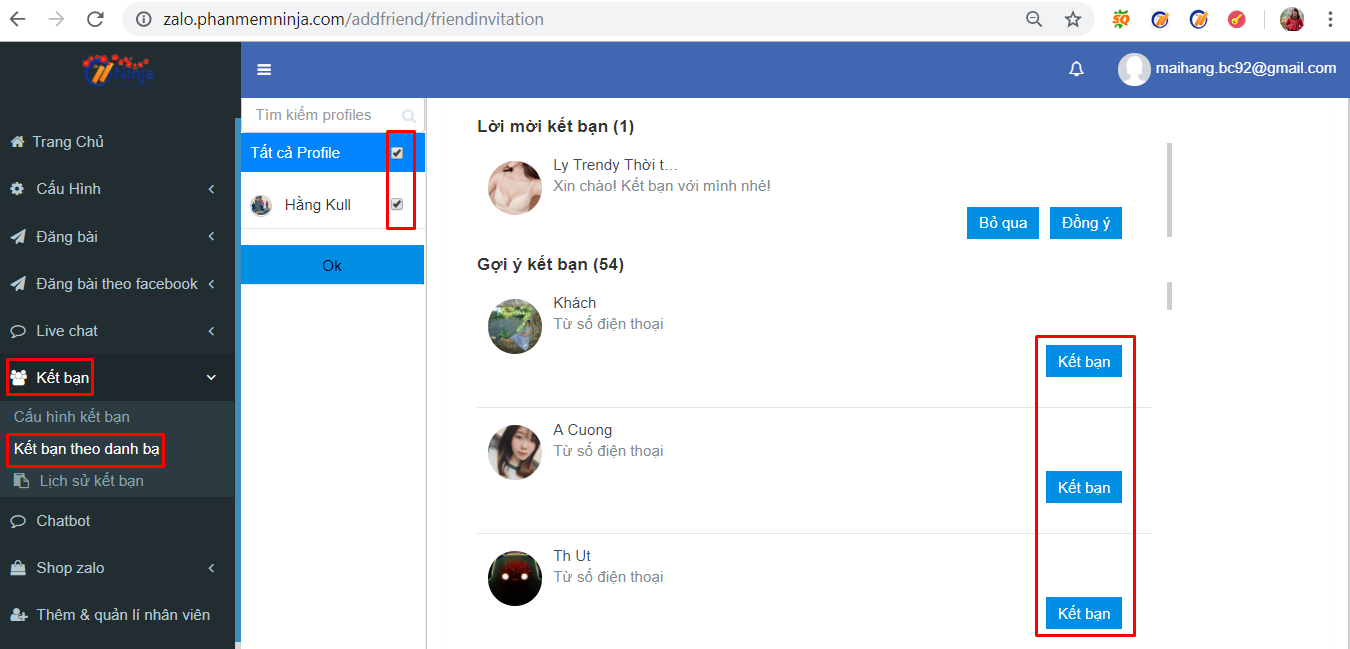 zalo.phanmemninja.com/addfriend/friendinvitation
SQ
Ninja
maihang.bc92@gmail.com
Trang Chủ
Cấu Hình
Đăng bài
Đăng bài theo facebook
Live chat
Kết bạn
Cấu hình kết bạn
Kết bạn theo danh bạ
Lịch sử kết bạn
Chatbot
Shop zalo
Thêm & quản lí nhân viên
Tìm kiếm profiles
Tất cả Profile
Hằng Kull
Ok
Lời mời kết bạn (1)
Ly Trendy Thời t...
Xin chào! Kết bạn với mình nhé!
Bỏ qua
Đồng ý
Gợi ý kết bạn (54)
Khách
Từ số điện thoại
Kết bạn
A Cuong
Từ số điện thoại
Kết bạn
Th Ut
Từ số điện thoại
Kết bạn